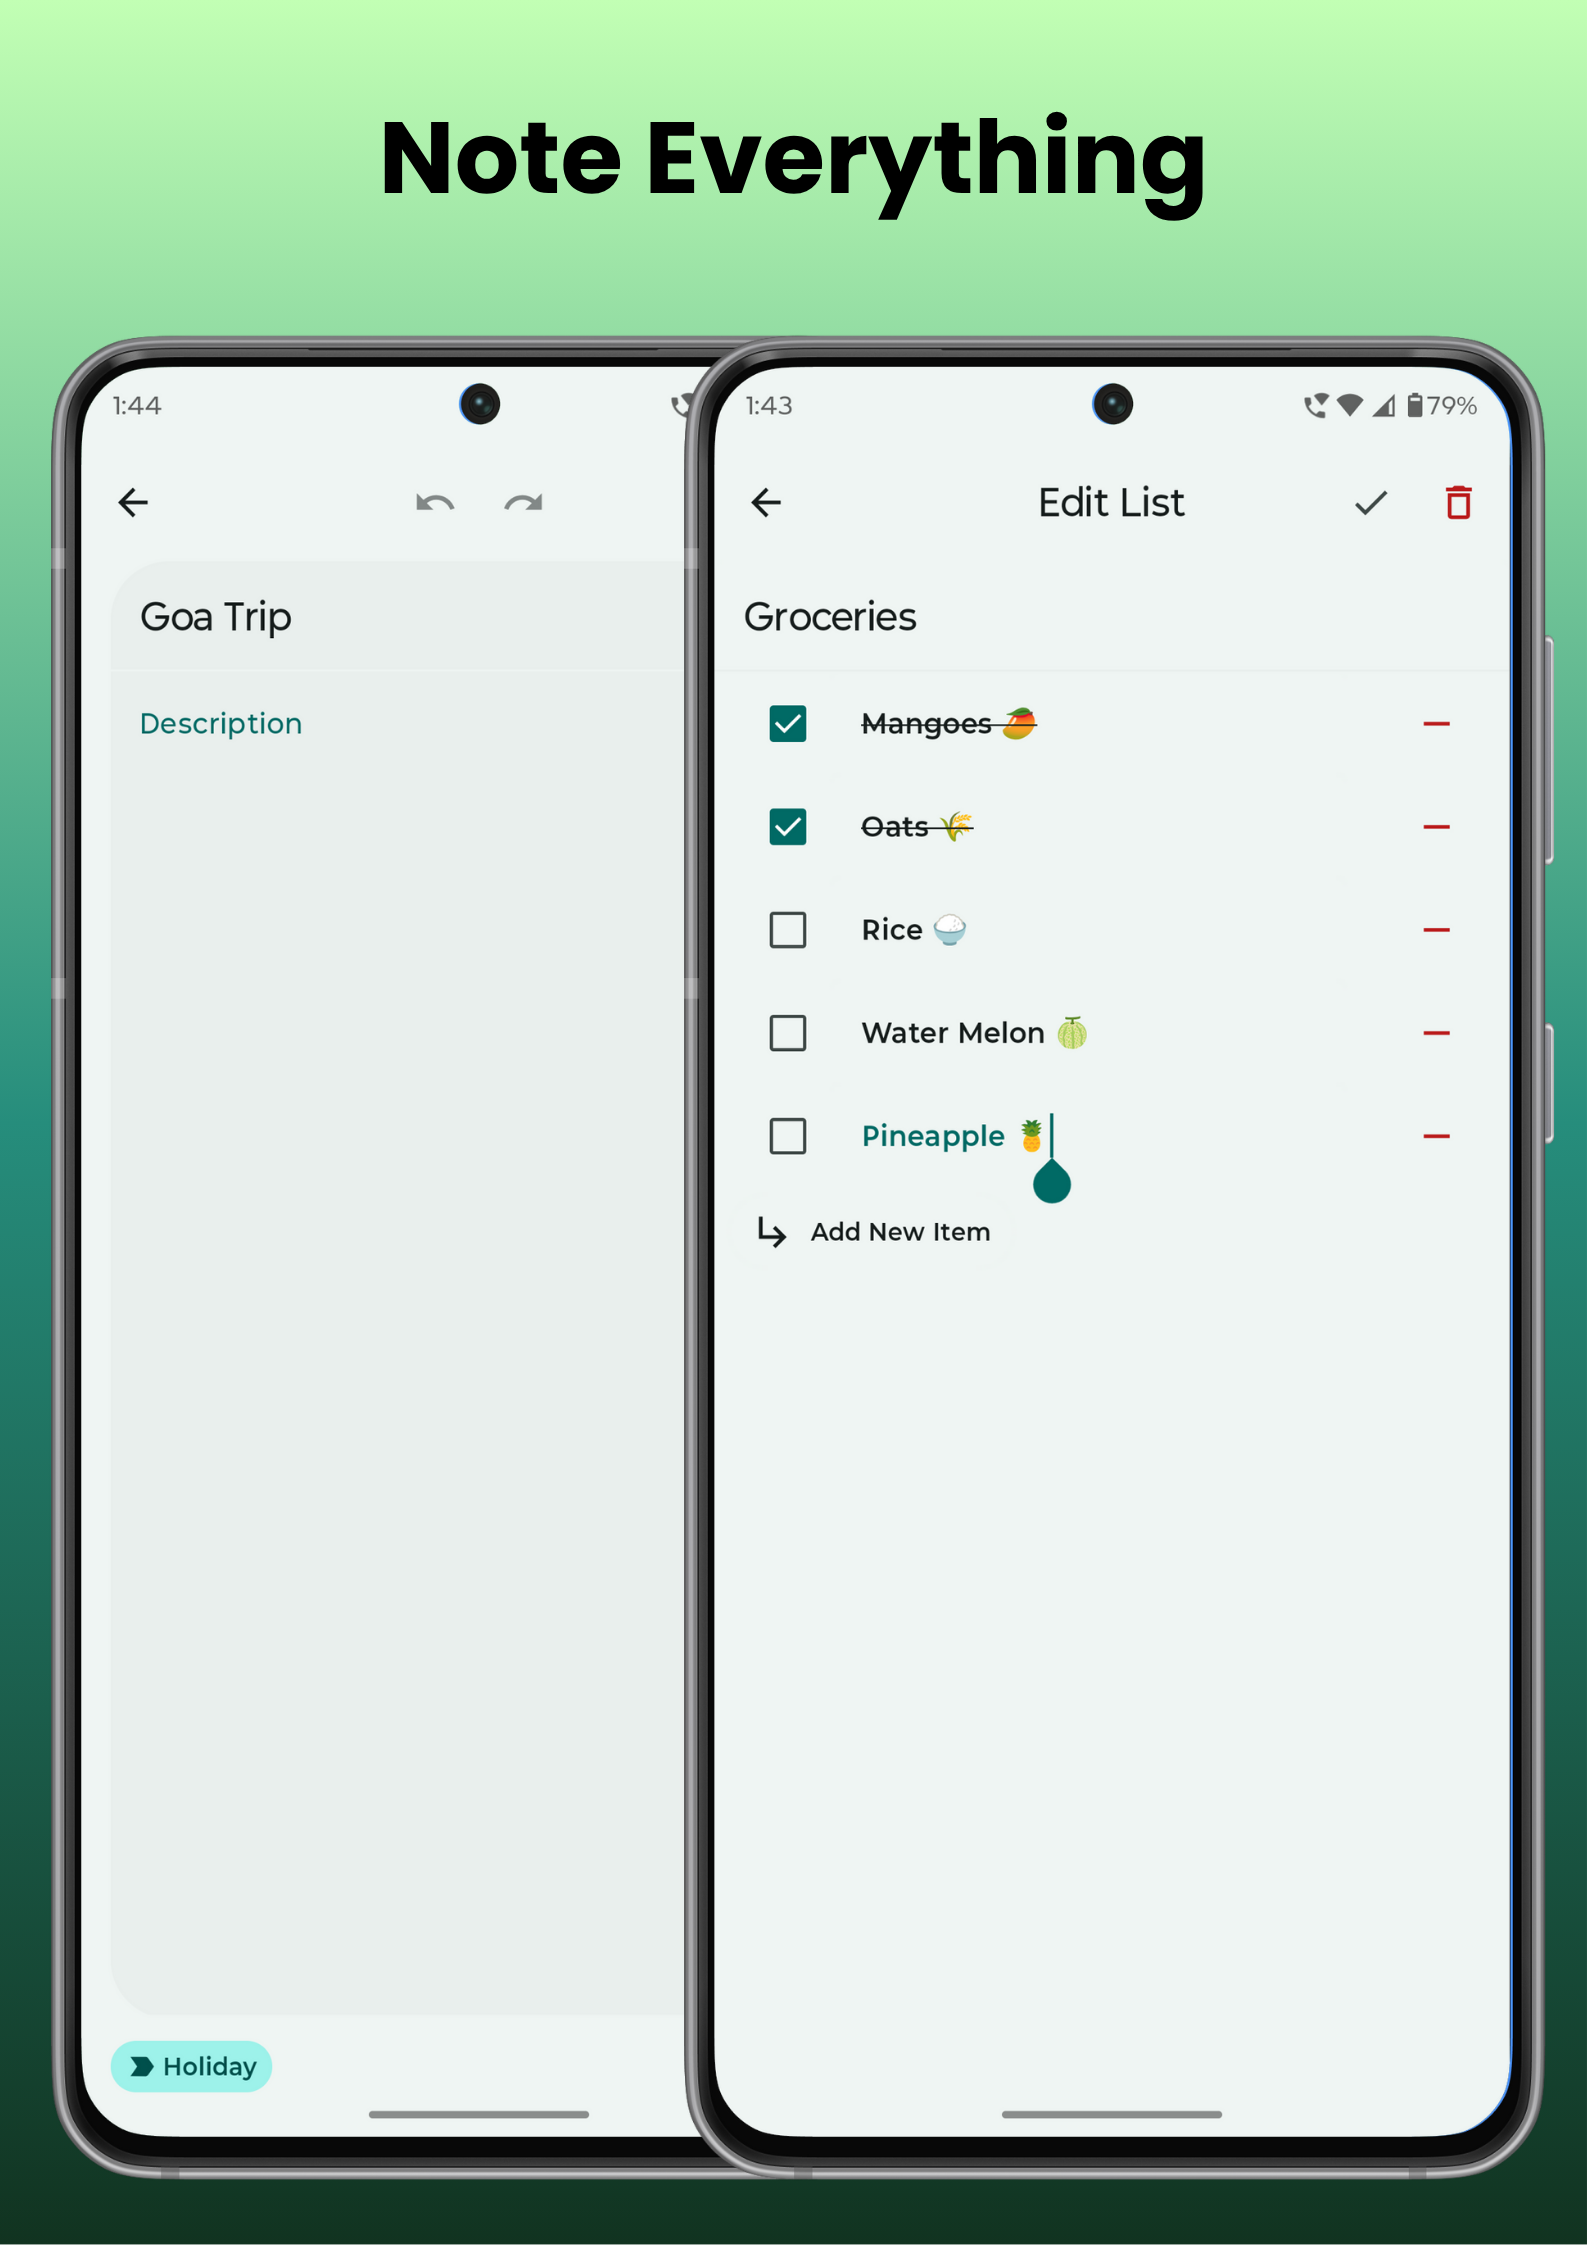 Note Everything
1:44
Goa Trip
Description
Holiday
1:43
79%
Edit List
Groceries
Mangoes 🥭
Oats 🌾
Rice 🍚
Water Melon 🍈
Pineapple 🍍
Add New Item